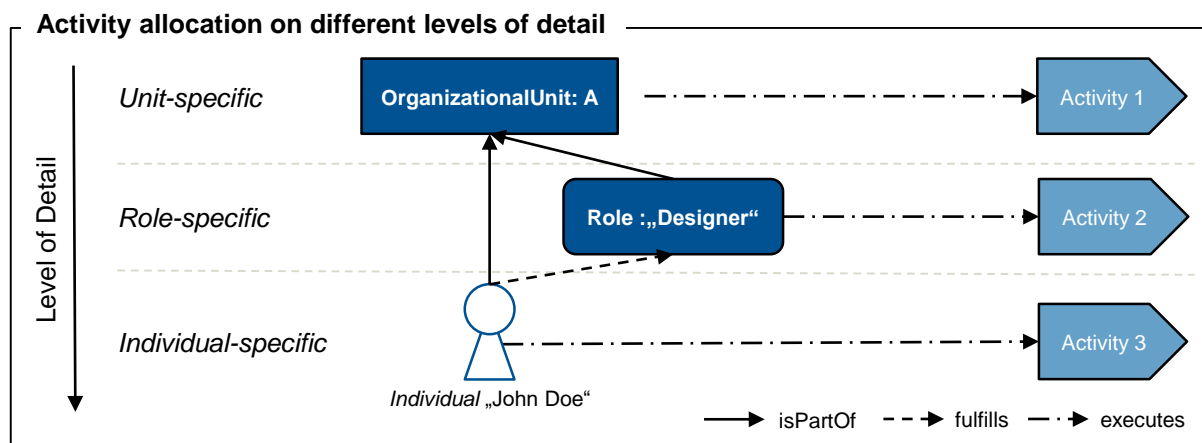 Activity allocation on different levels of detail
Level of Detail
Unit-specific
OrganizationalUnit: A
Activity 1
Role-specific
Role :„Designer“
Activity 2
Individual-specific
Activity 3
Individual „John Doe“
isPartOf
fulfills
executes